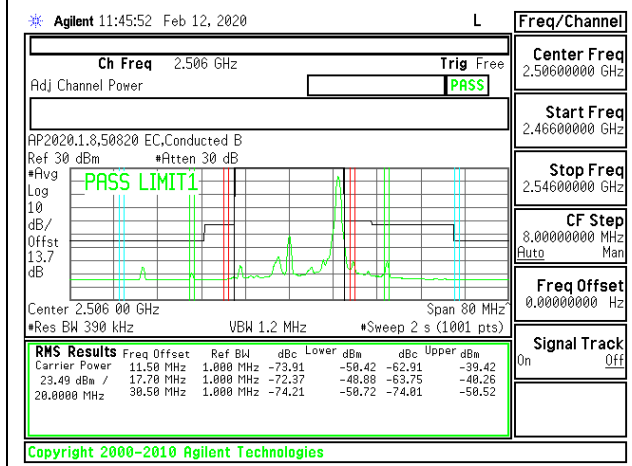 Agilent 11:45:52 Feb 12, 2020 L
Freq/Channel
Ch Freq 2.506 GHz Trig Free
Adj Channel Power PASS
AP2020.1.8,50820 EC,Conducted B
Ref 30 dBm #Atten 30 dB
#Avg
Log
10
dB/
Offst
13.7
dB
PASS LIMIT1
Center 2.506 00 GHz Span 80 MHz^
#Res BW 390 kHz VBW 1.2 MHz #Sweep 2 s (1001 pts)
RMS Results Freq Offset Ref BW dBc Lower dBm dBc Upper dBm
Carrier Power 11.50 MHz 1.000 MHz -73.91 -50.42 -62.91 -39.42
23.49 dBm / 17.70 MHz 1.000 MHz -72.37 -48.88 -63.75 -40.26
20.0000 MHz 30.50 MHz 1.000 MHz -74.21 -50.72 -74.01 -50.52
Copyright 2000-2010 Agilent Technologies
Center Freq
2.50600000 GHz
Start Freq
2.46600000 GHz
Stop Freq
2.54600000 GHz
CF Step
8.00000000 MHz
Auto Man
Freq Offset
0.00000000 Hz
Signal Track
On Off